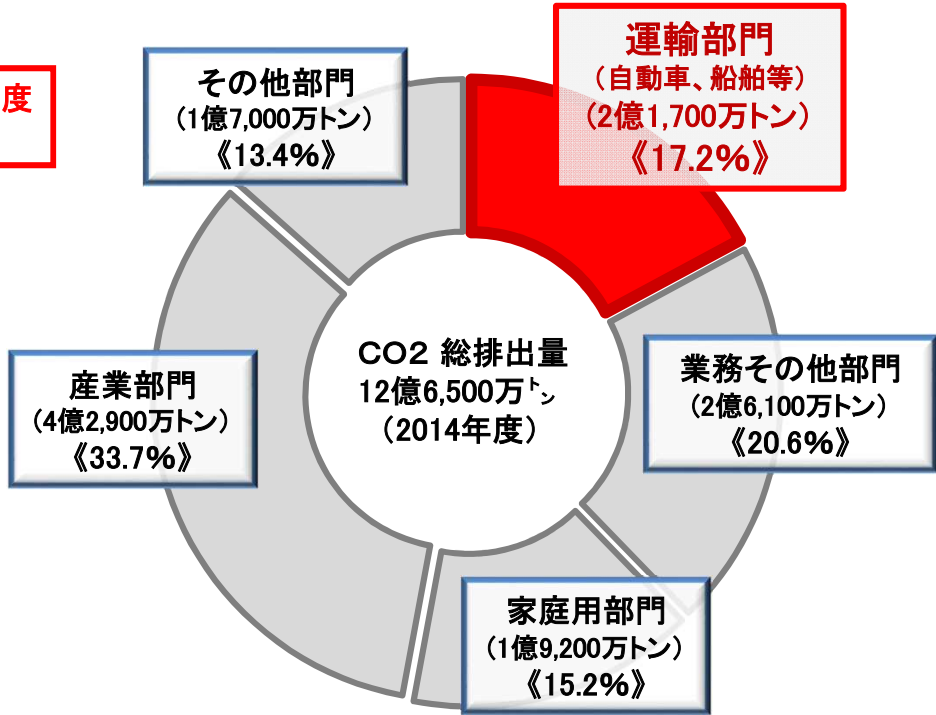 度
その他部門
(1億7,000万トン)
《13.4%》
運輸部門
(自動車、船舶等)
(2億1,700万トン)
《17.2%》
CO2 総排出量
12億6,500万トン
(2014年度)
産業部門
(4億2,900万トン)
《33.7%》
業務その他部門
(2億6,100万トン)
《20.6%》
家庭用部門
(1億9,200万トン)
《15.2%》